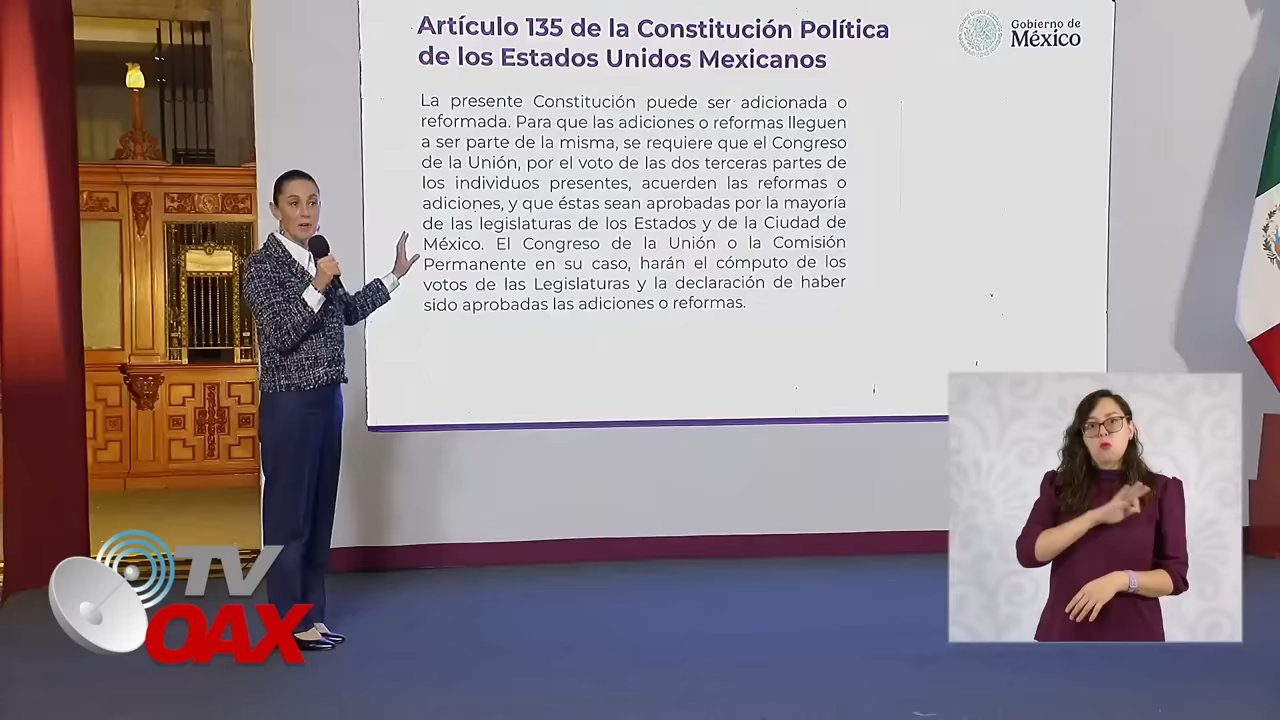 Artículo 135 de la Constitución Política
de los Estados Unidos Mexicanos
Gobierno de
México
La presente Constitución puede ser adicionada o
reformada. Para que las adiciones o reformas lleguen
a ser parte de la misma, se requiere que el Congreso
de la Unión, por el voto de las dos terceras partes de
los individuos presentes, acuerden las reformas o
adiciones, y que éstas sean aprobadas por la mayoría
de las legislaturas de los Estados y de la Ciudad de
México. El Congreso de la Unión o la Comisión
Permanente en su caso, harán el cómputo de los
votos de las Legislaturas y la declaración de haber
sido aprobadas las adiciones o reformas.
TV
OAX